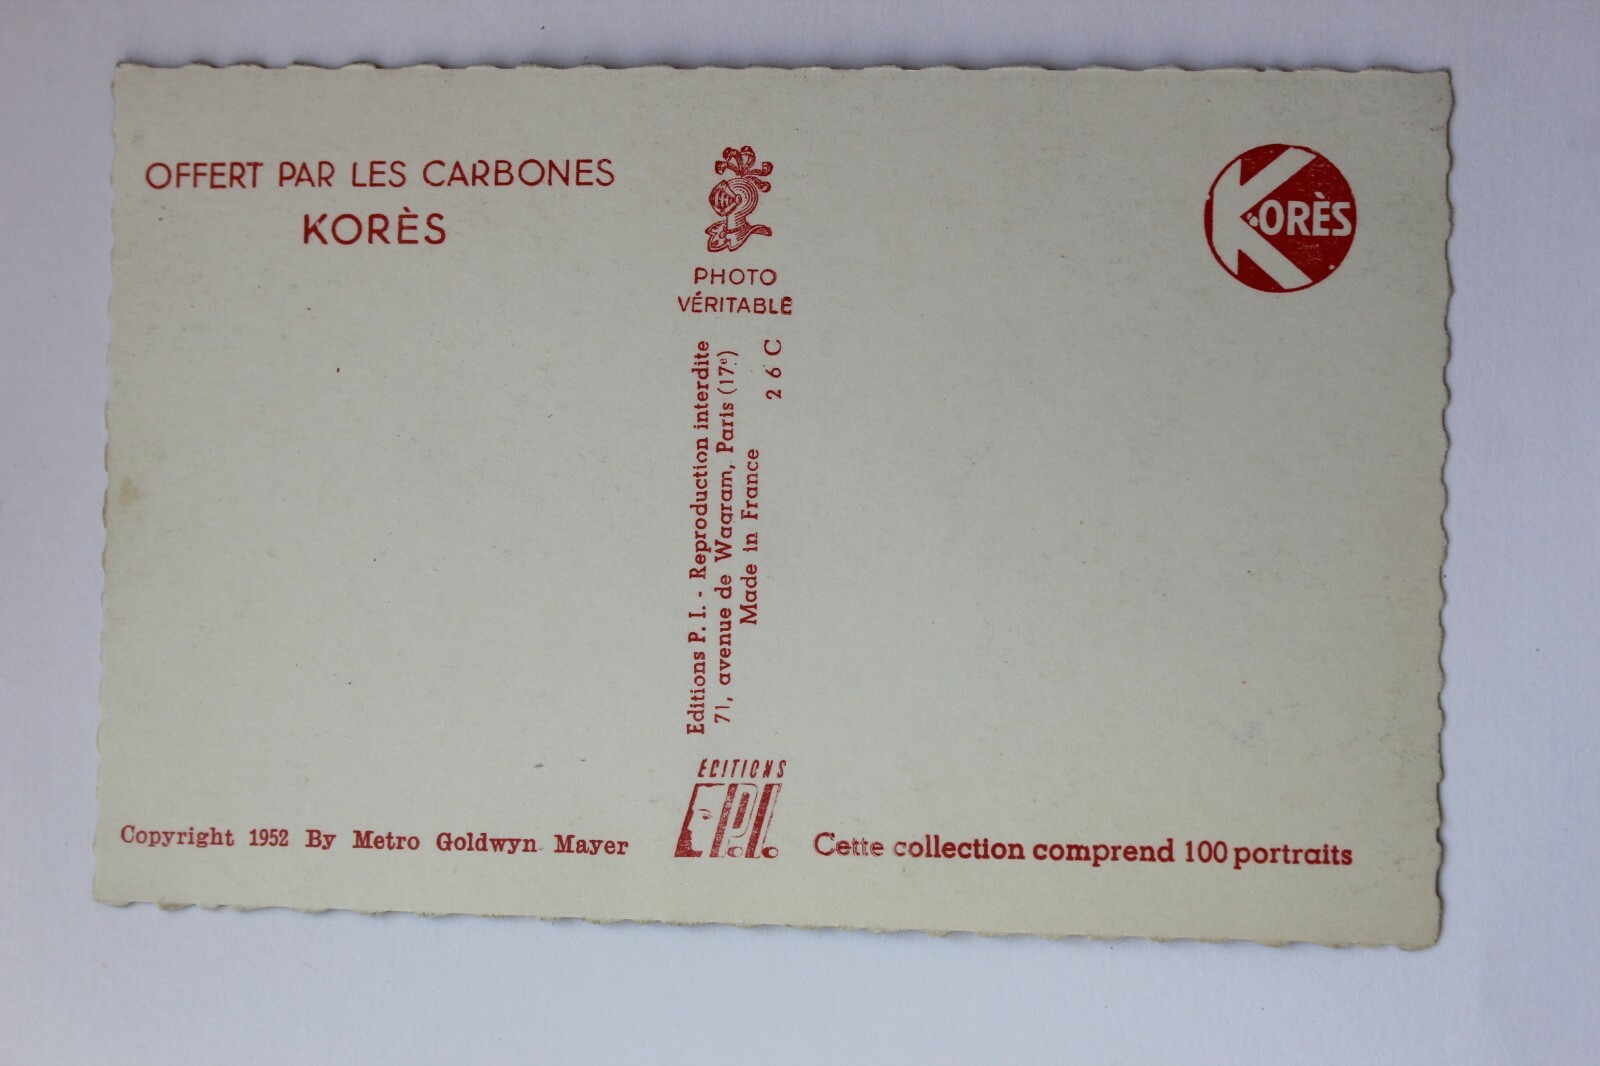 OFFERT PAR LES CARBONES
KORÈS
PHOTO
VÉRITABLE
KORÈS
Editions P. I. - Reproduction interdite
71, avenue de Wagram, Paris (17e)
Made in France
26C
EDITIONS
P.I.
Copyright 1952 By Metro Goldwyn Mayer
Cette collection comprend 100 portraits